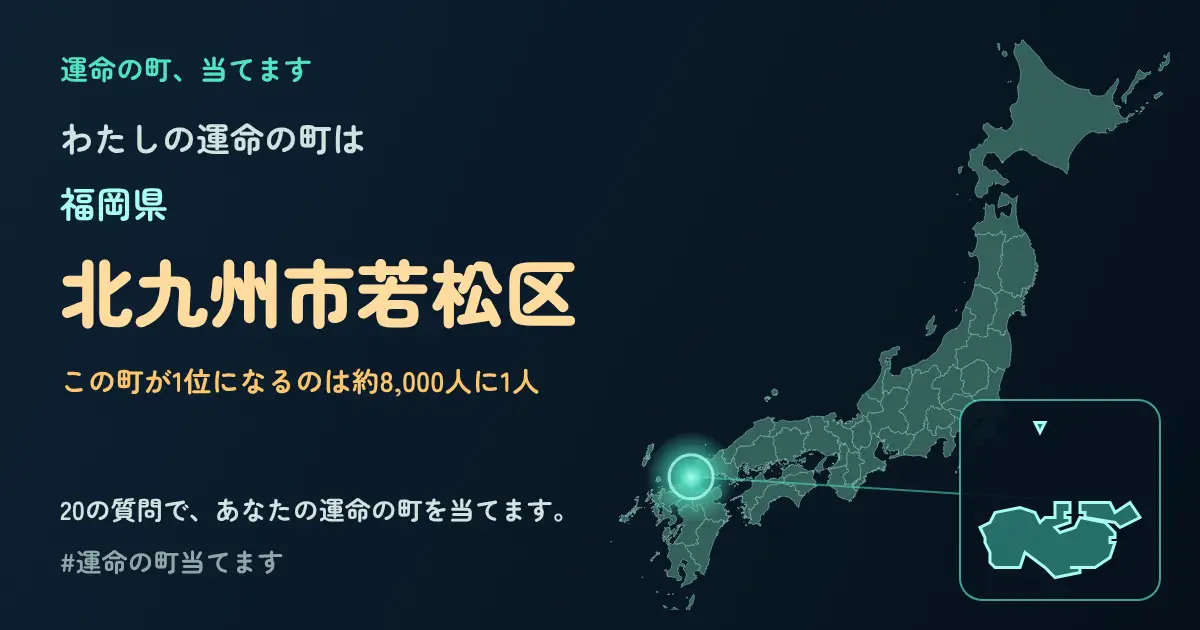 運命の町、当てます
わたしの運命の町は
福岡県
北九州市若松区
この町が1位になるのは約8,000人に1人
20の質問で、あなたの運命の町を当てます。
#運命の町当てます